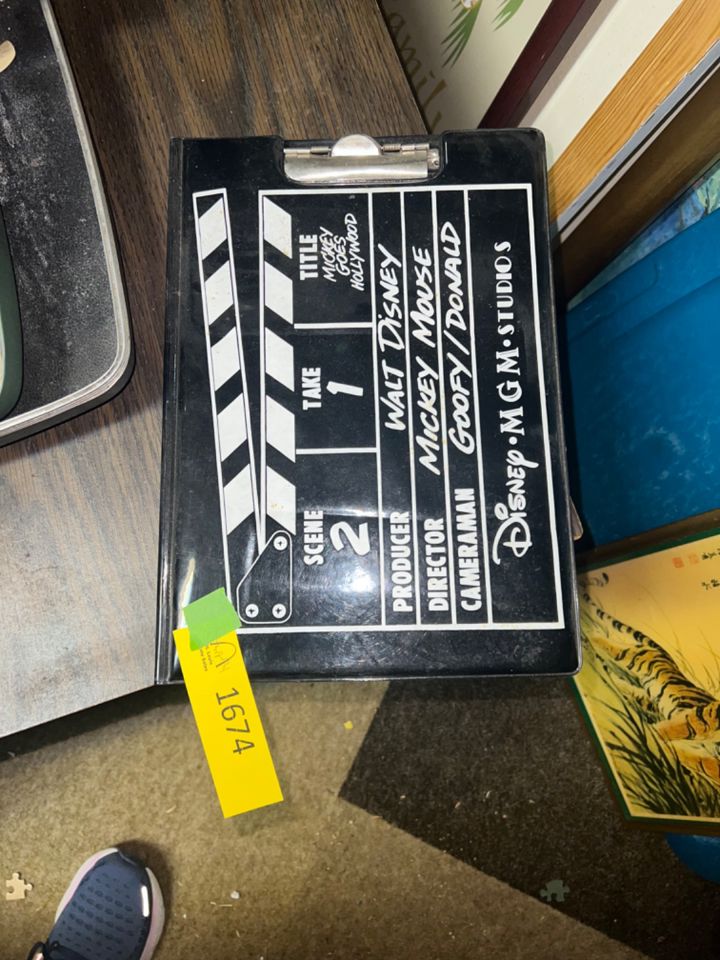 SCENE
2
TAKE
1
TITLE
MICKEY
GOES
HOLLYWOOD
PRODUCER WALT DISNEY
DIRECTOR MICKEY MOUSE
CAMERAMAN GOOFY/DONALD
Disney•MGM•STUDIOS
1674
family